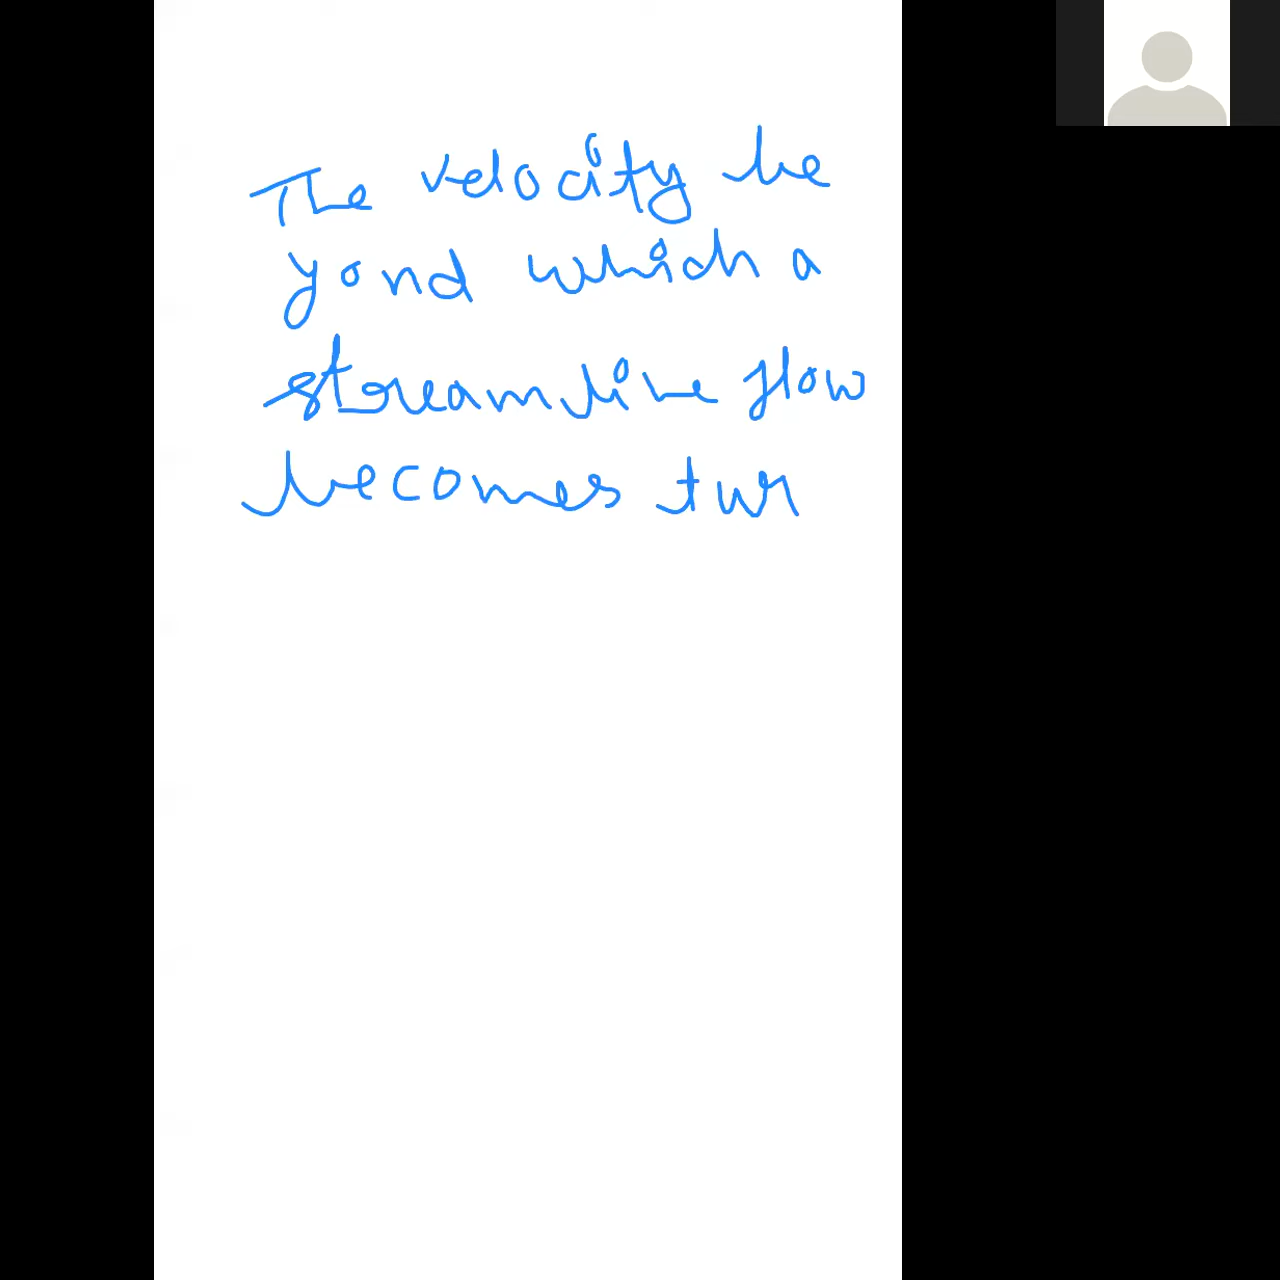 The velocity be
yond which a
streamline flow
becomes tur